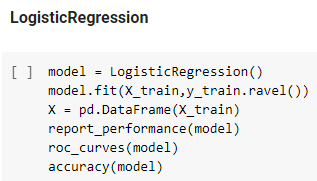 LogisticRegression
[ ] model = LogisticRegression()
model.fit(X_train,y_train.ravel())
X = pd.DataFrame(X_train)
report_performance(model)
roc_curves(model)
accuracy(model)